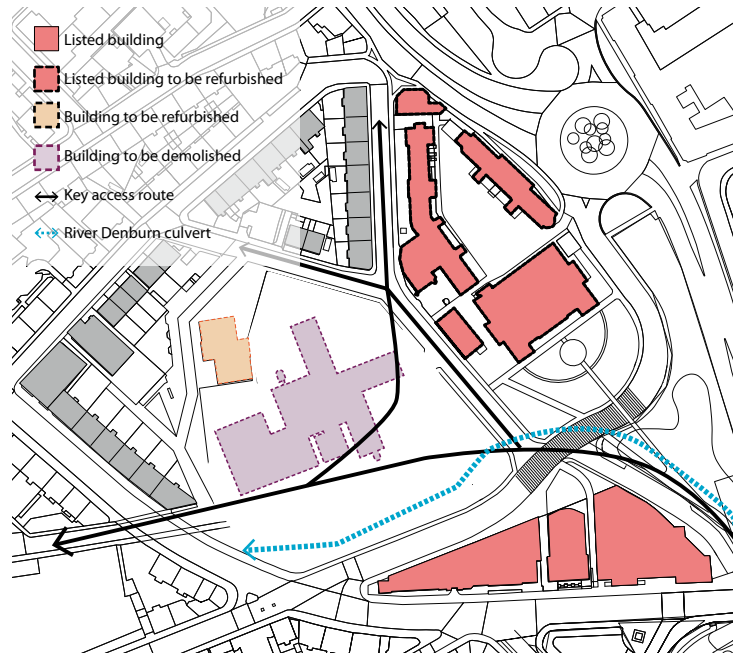 Listed building
Listed building to be refurbished
Building to be refurbished
Building to be demolished
Key access route
River Denburn culvert